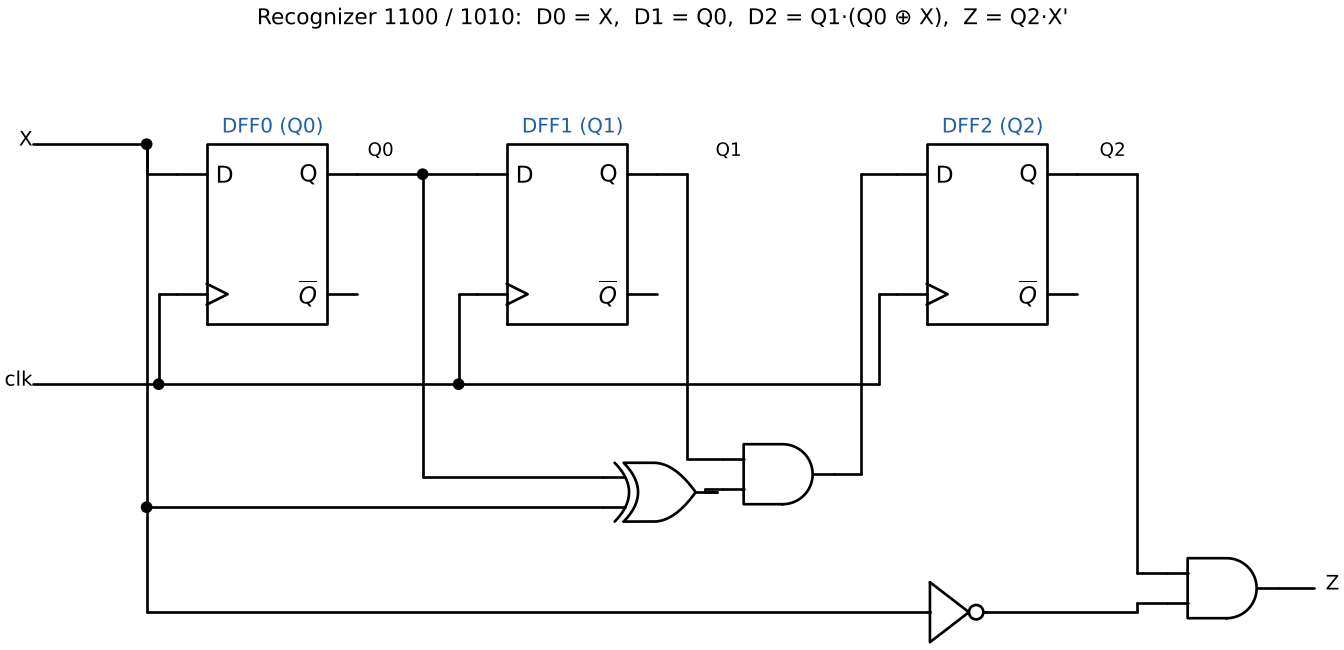 Recognizer 1100 / 1010:  D0 = X,  D1 = Q0,  D2 = Q1·(Q0 ⊕ X),  Z = Q2·X'
DFF0 (Q0) DFF1 (Q1) DFF2 (Q2)
X Q0 Q1 Q2
D Q D Q D Q
Q̅ Q̅ Q̅
clk
Z